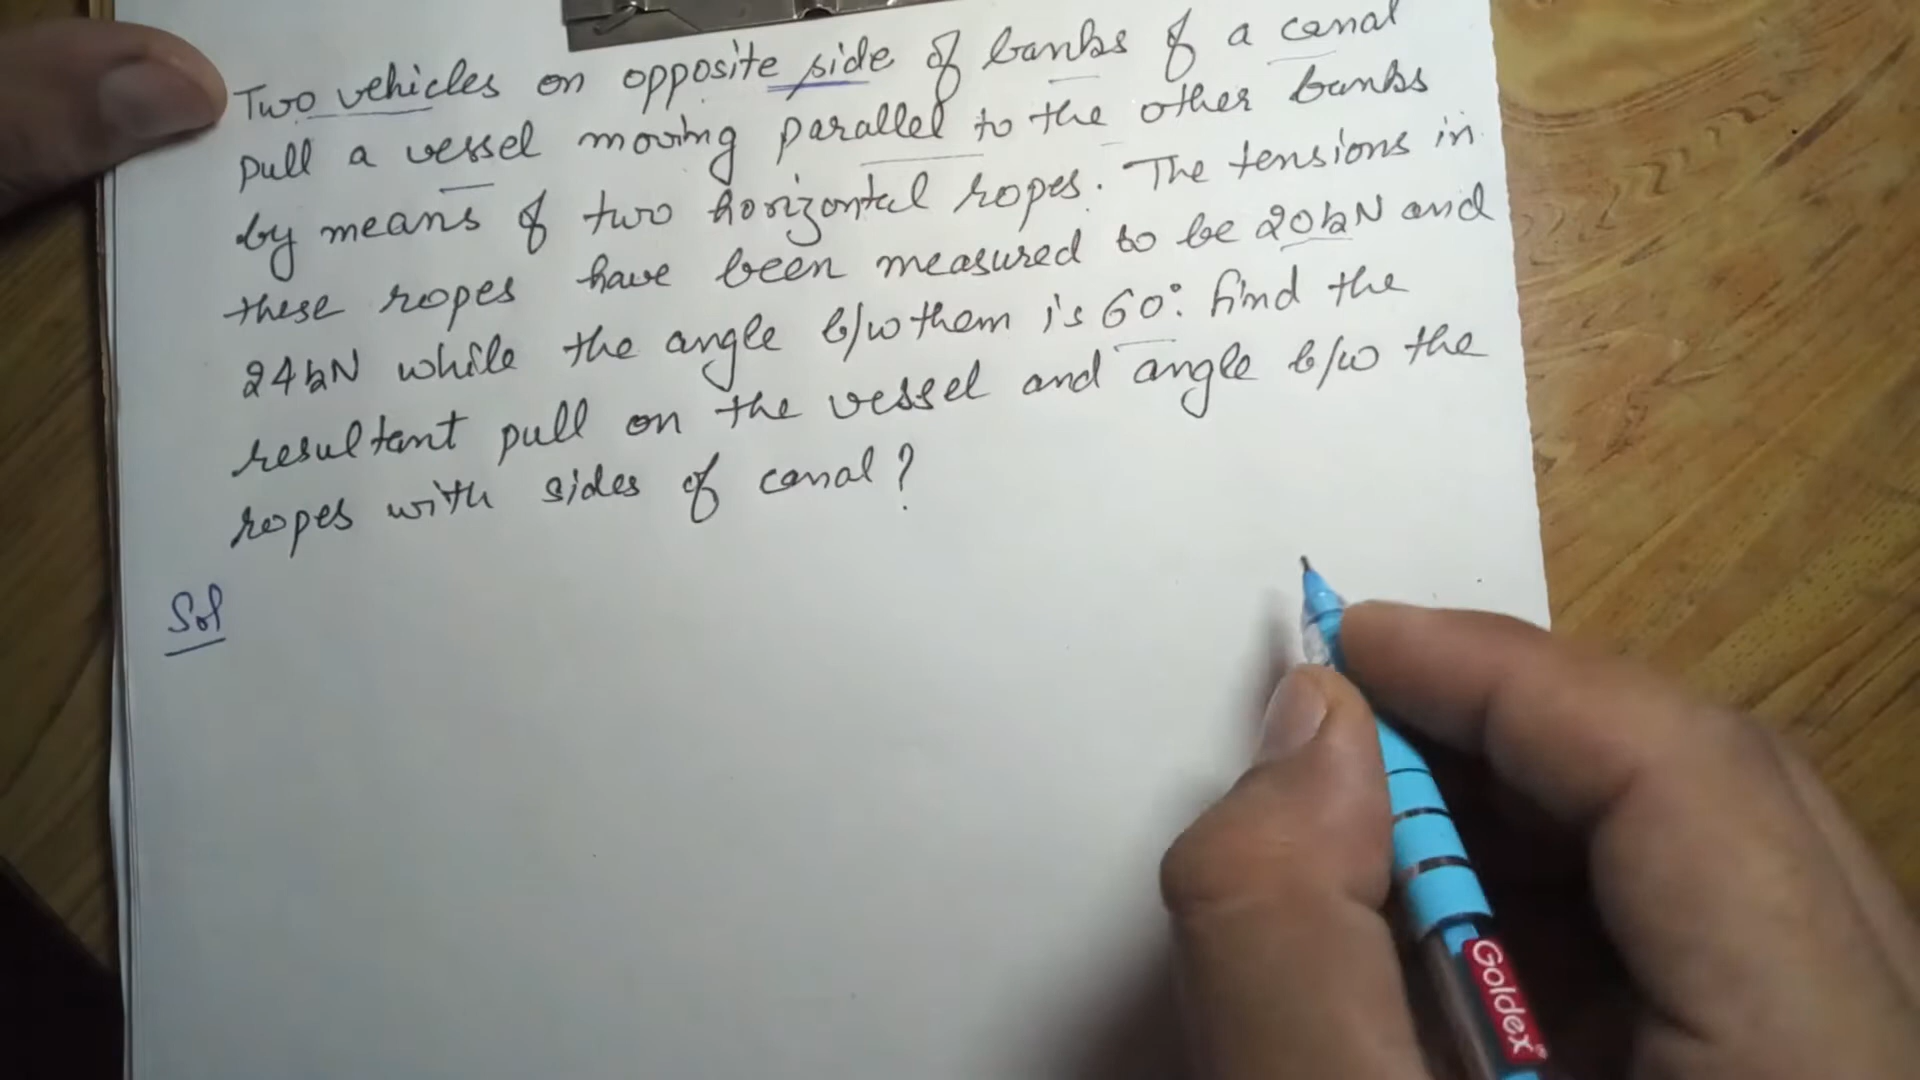 Two vehicles on opposite side of banks of a canal
pull a vessel moving parallel to the other banks
by means of two horizontal ropes. The tensions in
these ropes have been measured to be 20kN and
24kN while the angle b/w them is 60°. find the
resultant pull on the vessel and angle b/w the
ropes with sides of canal?
Sol
Goldex